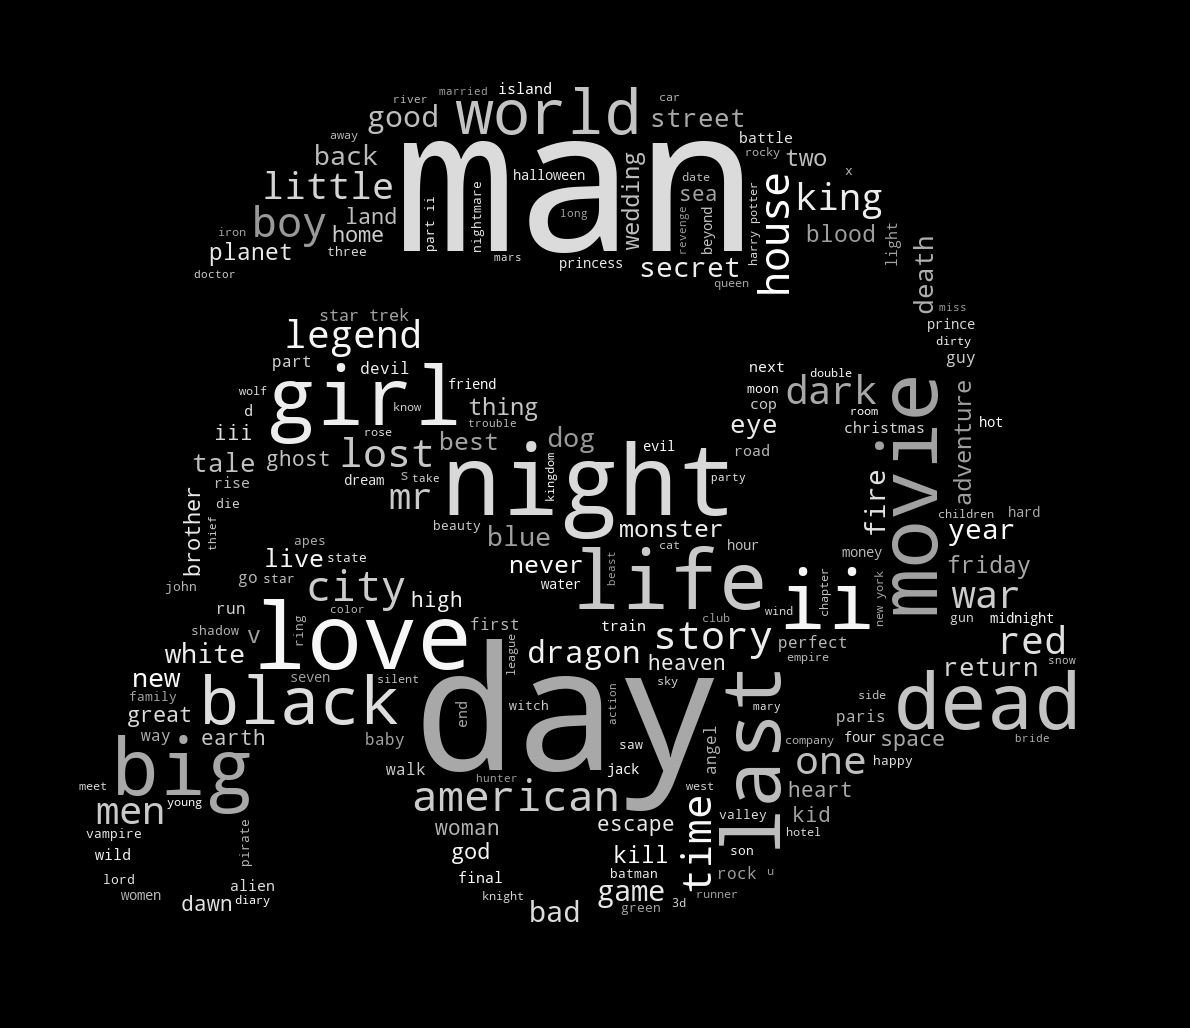 island
married
river
car
world
good
street
man
away
battle
rocky
back
two
halloween
wedding
date
x
little
sea
king
part ii
nightmare
long
revenge
beyond
harry potter
house
boy
land
iron
home
blood
light
planet
three
mars
princess
secret
queen
doctor
death
miss
star trek
prince
legend
dirty
part
devil
guy
next
double
wolf
girl
friend
moon
dark
movie
d
know
thing
cop
room
adventure
trouble
hot
iii
rose
eye
christmas
best
dog
evil
tale
ghost
lost
night
road
rise
dream
s
take
kingdom
party
mr
die
brother
thief
fire
children
hard
beauty
blue
monster
year
apes
cat
hour
money
live
state
never
friday
go
star
water
beast
life
john
city
high
ii
chapter
new york
war
run
color
club
wind
gun
midnight
shadow
v
ring
love
first
train
story
perfect
red
white
league
dragon
heaven
empire
return
snow
new
seven
silent
sky
family
black
day
last
side
dead
great
end
witch
action
mary
paris
way
earth
baby
saw
angel
company
four
space
bride
big
walk
jack
one
happy
meet
hunter
west
men
young
american
heart
vampire
woman
escape
time
valley
kid
hotel
wild
pirate
god
kill
son
lord
alien
final
batman
rock
u
women
diary
knight
game
runner
dawn
bad
green
3d